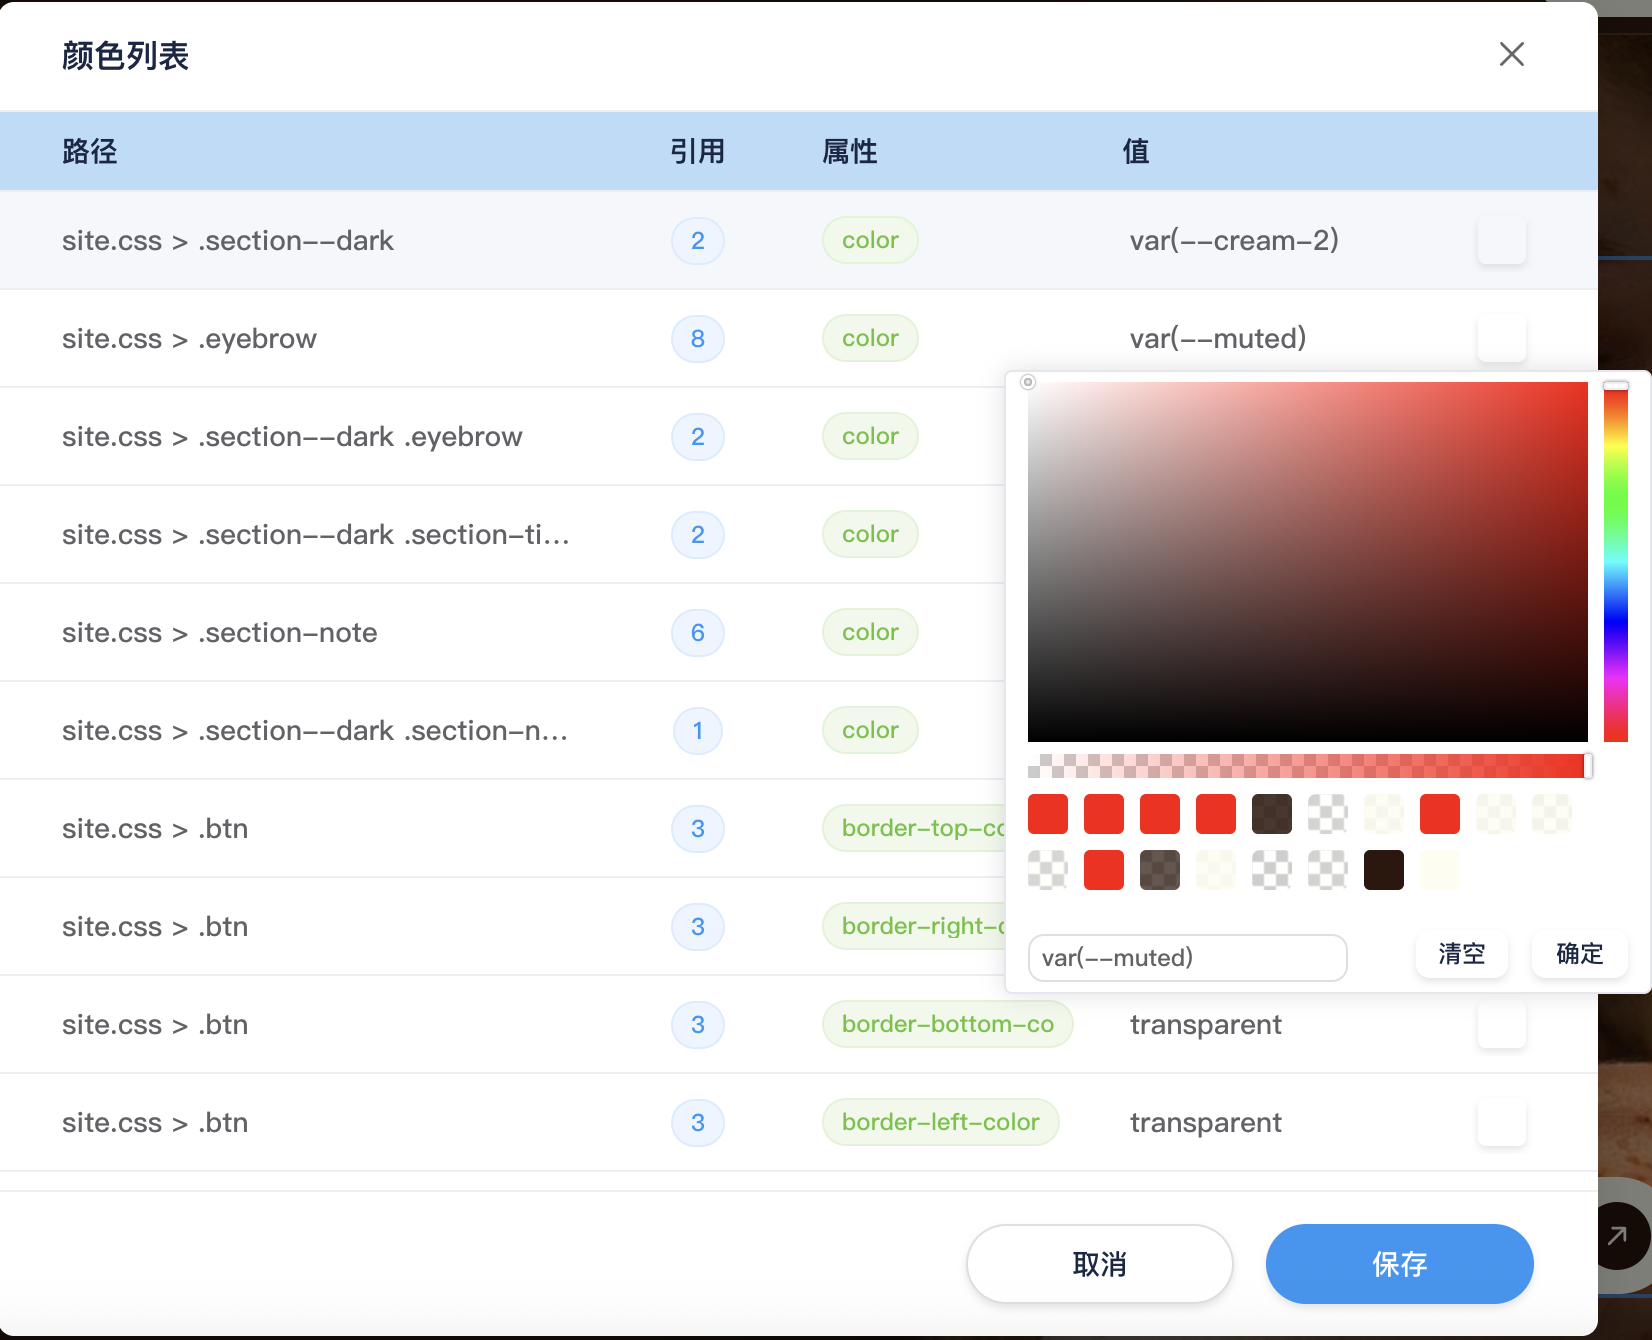 颜色列表
路径 引用 属性 值
site.css > .section--dark 2 color var(--cream-2)
site.css > .eyebrow 8 color var(--muted)
site.css > .section--dark .eyebrow 2 color
site.css > .section--dark .section-ti... 2 color
site.css > .section-note 6 color
site.css > .section--dark .section-n... 1 color
site.css > .btn 3 border-top-co
site.css > .btn 3 border-right-c
var(--muted) 清空 确定
site.css > .btn 3 border-bottom-co transparent
site.css > .btn 3 border-left-color transparent
取消 保存